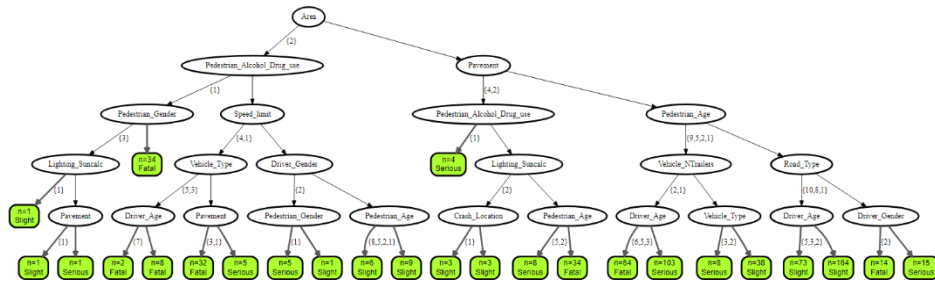 Area
{2}
Pedestrian_Alcohol_Drug_use
Pavement
{1}
{4,2}
Pedestrian_Gender
Speed_limit
Pedestrian_Alcohol_Drug_use
Pedestrian_Age
{3}
{4,1}
{1}
{9,5,2,1}
Lighting_Suncalc
n=34
Fatal
Vehicle_Type
Driver_Gender
n=4
Serious
Lighting_Suncalc
Vehicle_NTrailers
Road_Type
{1}
{5,3}
{2}
{2}
{2,1}
{10,8,1}
n=1
Slight
Pavement
Driver_Age
Pavement
Pedestrian_Gender
Pedestrian_Age
Crash_Location
Pedestrian_Age
Driver_Age
Vehicle_Type
Driver_Age
Driver_Gender
{1}
{7}
{3,1}
{1}
{8,5,2,1}
{1}
{5,2}
{6,5,3}
{3,2}
{5,3,2}
{2}
n=1
Slight
n=1
Serious
n=2
Fatal
n=8
Fatal
n=32
Fatal
n=5
Serious
n=5
Serious
n=1
Slight
n=6
Slight
n=9
Slight
n=3
Slight
n=3
Slight
n=8
Serious
n=34
Fatal
n=64
Fatal
n=103
Serious
n=8
Serious
n=38
Slight
n=73
Slight
n=164
Slight
n=14
Fatal
n=15
Serious